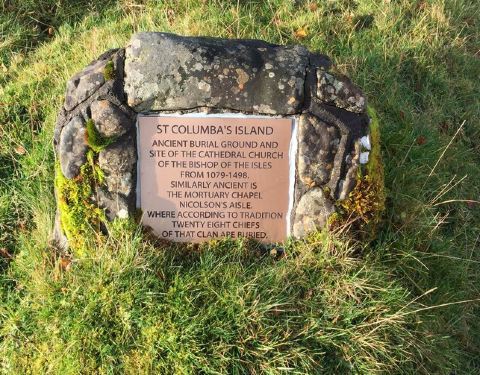 ST COLUMBA'S ISLAND
ANCIENT BURIAL GROUND AND
SITE OF THE CATHEDRAL CHURCH
OF THE BISHOP OF THE ISLES
FROM 1079-1498.
SIMILARLY ANCIENT IS
THE MORTUARY CHAPEL
NICOLSON'S AISLE.
WHERE ACCORDING TO TRADITION
TWENTY EIGHT CHIEFS
OF THAT CLAN ARE BURIED.